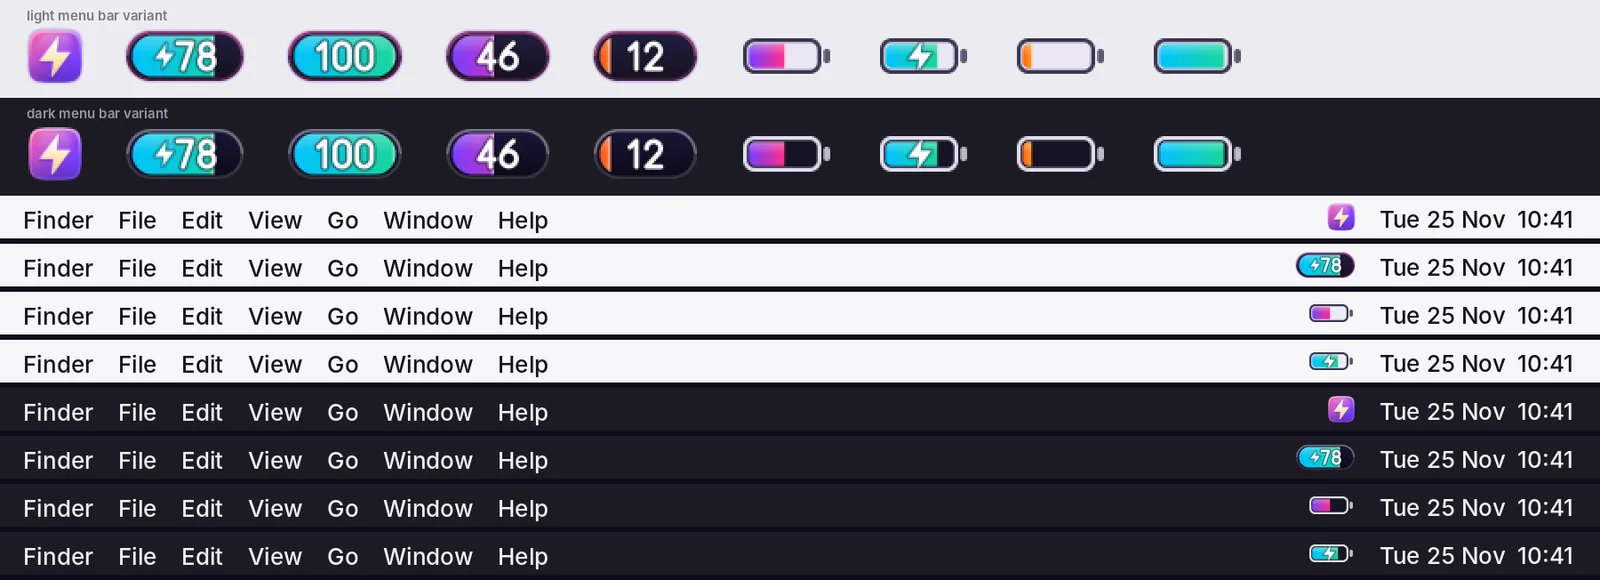 light menu bar variant
78 100 46 12
dark menu bar variant
78 100 46 12
Finder File Edit View Go Window Help Tue 25 Nov 10:41
Finder File Edit View Go Window Help 78 Tue 25 Nov 10:41
Finder File Edit View Go Window Help Tue 25 Nov 10:41
Finder File Edit View Go Window Help Tue 25 Nov 10:41
Finder File Edit View Go Window Help Tue 25 Nov 10:41
Finder File Edit View Go Window Help 78 Tue 25 Nov 10:41
Finder File Edit View Go Window Help Tue 25 Nov 10:41
Finder File Edit View Go Window Help Tue 25 Nov 10:41